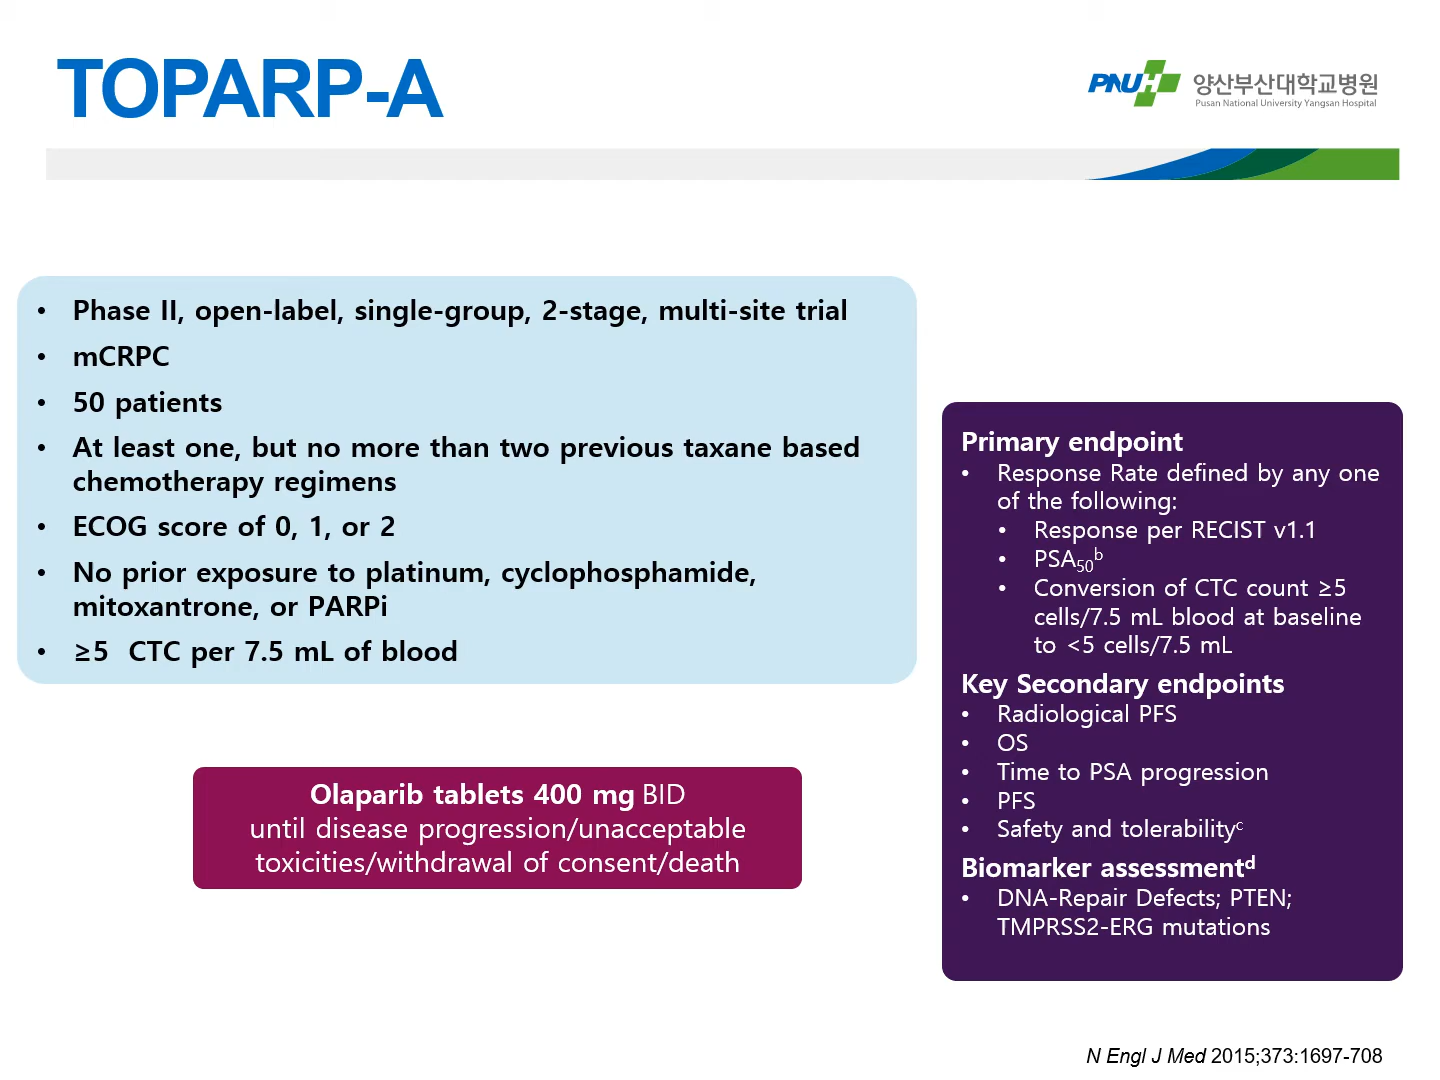 TOPARP-A
PNUH 양산부산대학교병원
Pusan National University Yangsan Hospital
• Phase II, open-label, single-group, 2-stage, multi-site trial
• mCRPC
• 50 patients
• At least one, but no more than two previous taxane based
chemotherapy regimens
• ECOG score of 0, 1, or 2
• No prior exposure to platinum, cyclophosphamide,
mitoxantrone, or PARPi
• ≥5 CTC per 7.5 mL of blood
Olaparib tablets 400 mg BID
until disease progression/unacceptable
toxicities/withdrawal of consent/death
Primary endpoint
• Response Rate defined by any one
of the following:
• Response per RECIST v1.1
• PSA50b
• Conversion of CTC count ≥5
cells/7.5 mL blood at baseline
to <5 cells/7.5 mL
Key Secondary endpoints
• Radiological PFS
• OS
• Time to PSA progression
• PFS
• Safety and tolerabilityc
Biomarker assessmentd
• DNA-Repair Defects; PTEN;
TMPRSS2-ERG mutations
N Engl J Med 2015;373:1697-708